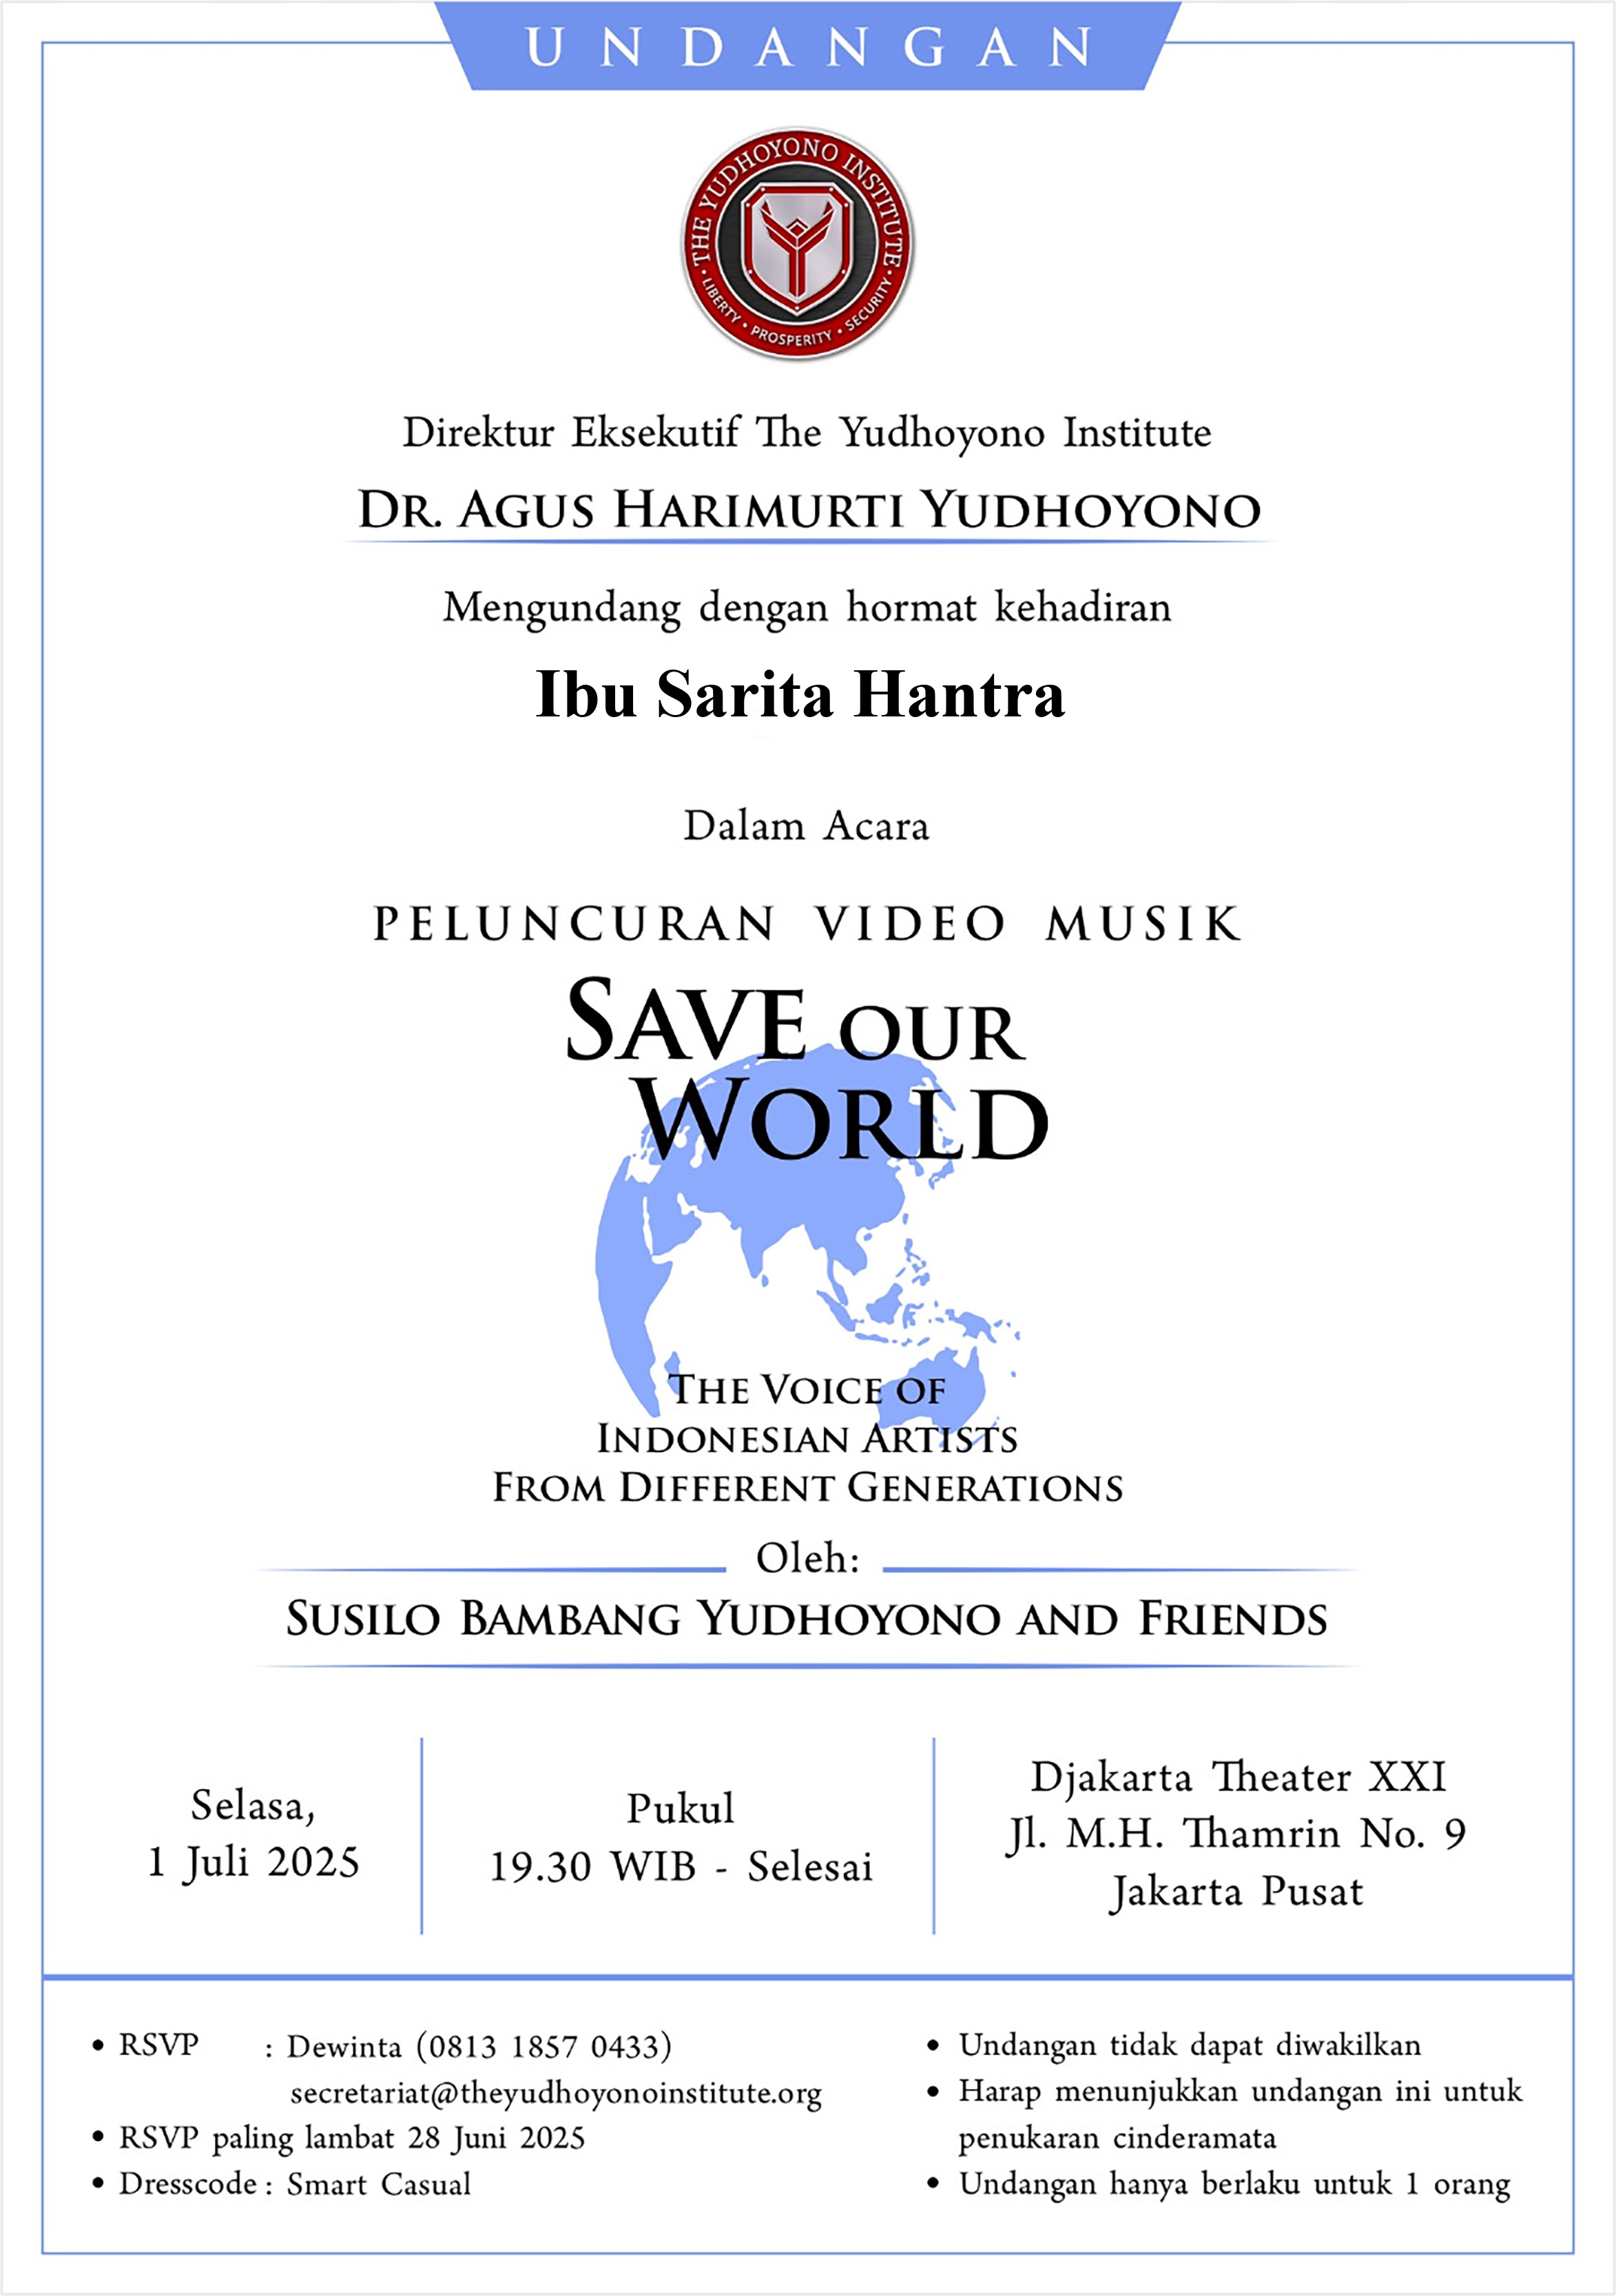 UNDANGAN
THE YUDHOYONO INSTITUTE
LIBERTY • PROSPERITY • SECURITY
Direktur Eksekutif The Yudhoyono Institute
DR. AGUS HARIMURTI YUDHOYONO
Mengundang dengan hormat kehadiran
Ibu Sarita Hantra
Dalam Acara
PELUNCURAN VIDEO MUSIK
SAVE OUR
WORLD
THE VOICE OF
INDONESIAN ARTISTS
FROM DIFFERENT GENERATIONS
Oleh:
SUSILO BAMBANG YUDHOYONO AND FRIENDS
Selasa,
1 Juli 2025
Pukul
19.30 WIB - Selesai
Djakarta Theater XXI
Jl. M.H. Thamrin No. 9
Jakarta Pusat
• RSVP : Dewinta (0813 1857 0433)
secretariat@theyudhoyonoinstitute.org
• RSVP paling lambat 28 Juni 2025
• Dresscode : Smart Casual
• Undangan tidak dapat diwakilkan
• Harap menunjukkan undangan ini untuk
penukaran cinderamata
• Undangan hanya berlaku untuk 1 orang